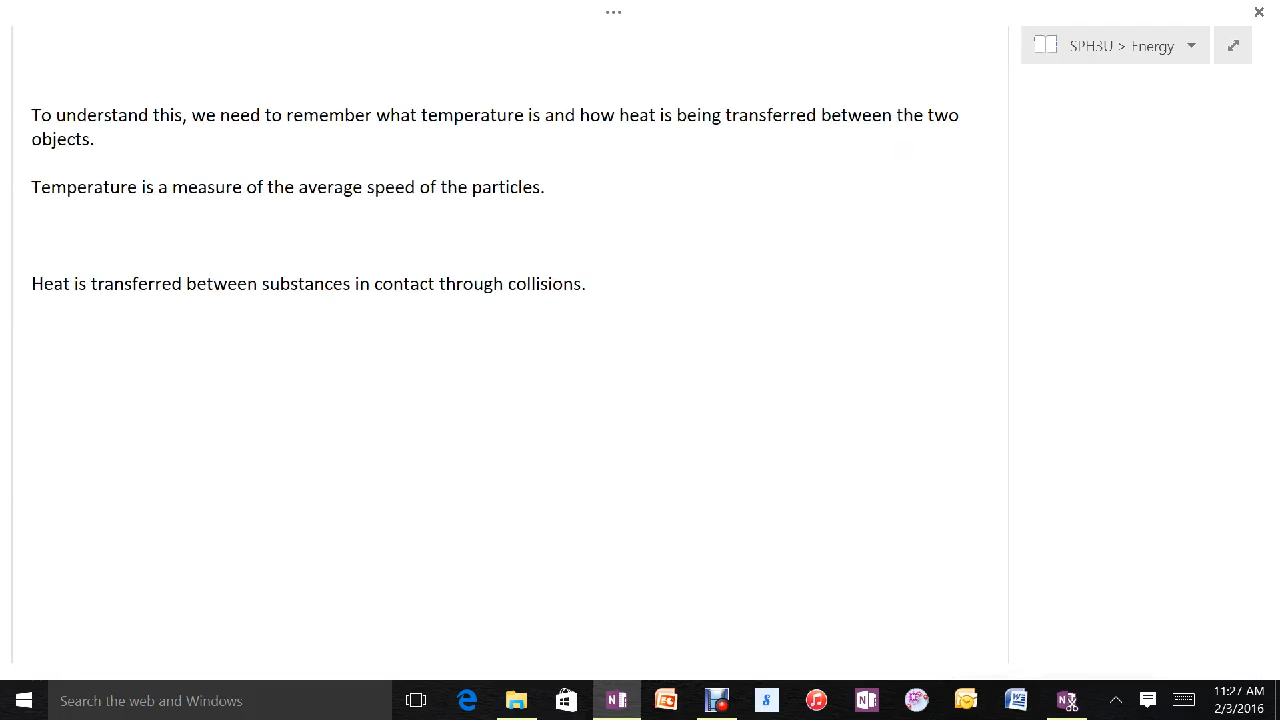 SPH3U > Energy
To understand this, we need to remember what temperature is and how heat is being transferred between the two
objects.
Temperature is a measure of the average speed of the particles.
Heat is transferred between substances in contact through collisions.
Search the web and Windows
11:27 AM
2/3/2016